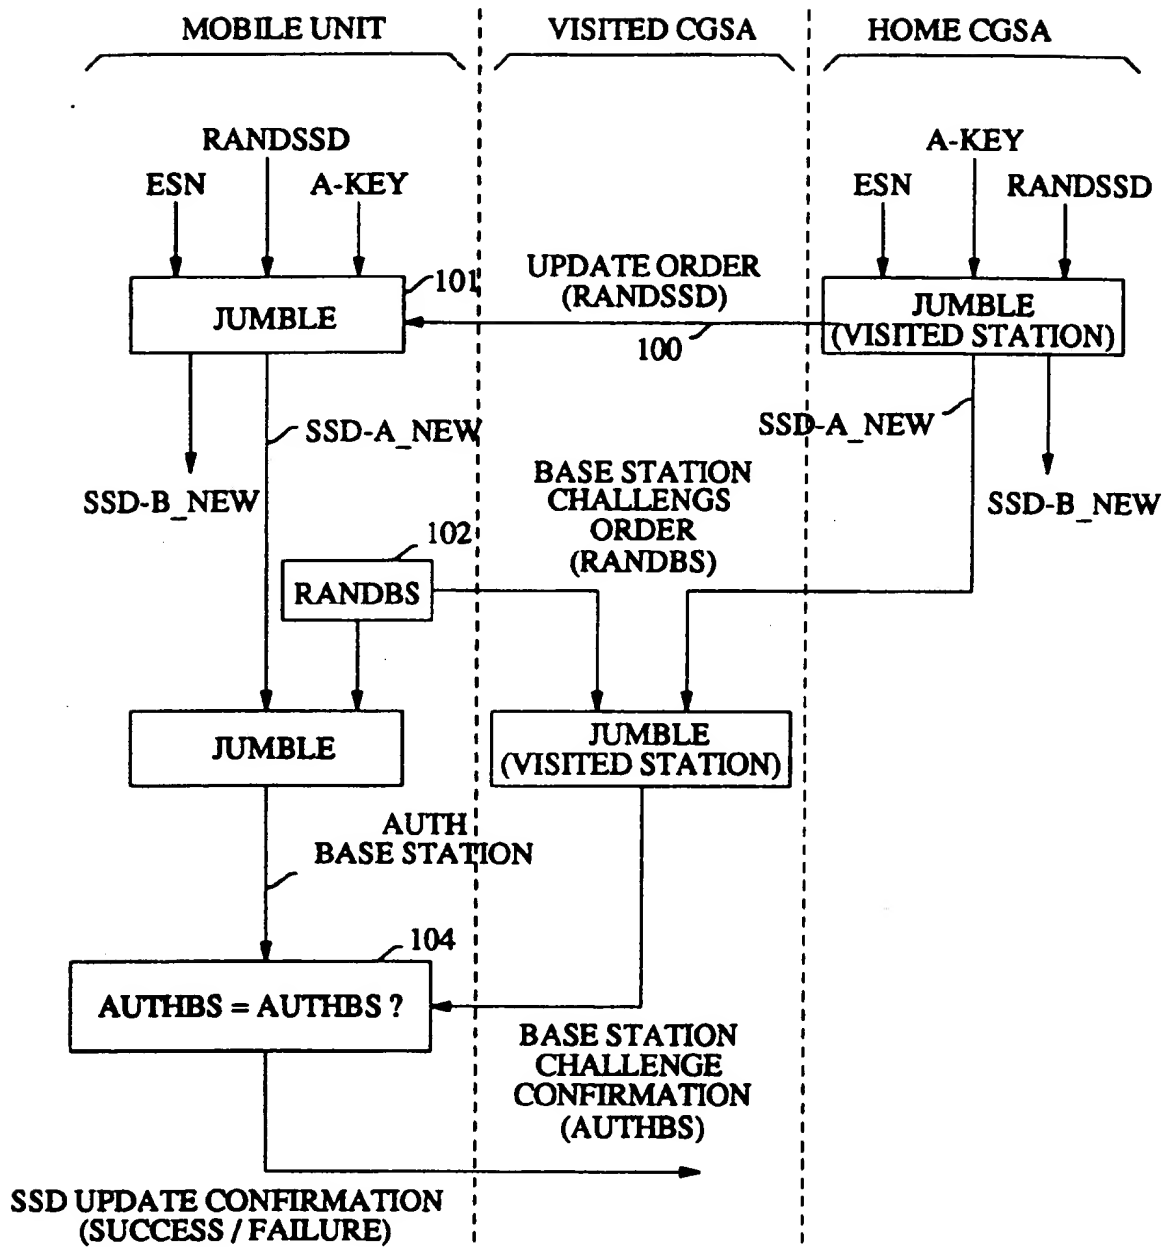 MOBILE UNIT
VISITED CGSA
HOME CGSA
RANDSSD
ESN
A-KEY
A-KEY
ESN
RANDSSD
101
JUMBLE
UPDATE ORDER
(RANDSSD)
100
JUMBLE
(VISITED STATION)
SSD-A_NEW
SSD-B_NEW
SSD-A_NEW
SSD-B_NEW
BASE STATION
CHALLENGS
ORDER
(RANDBS)
102
RANDBS
JUMBLE
JUMBLE
(VISITED STATION)
AUTH
BASE STATION
104
AUTHBS = AUTHBS ?
BASE STATION
CHALLENGE
CONFIRMATION
(AUTHBS)
SSD UPDATE CONFIRMATION
(SUCCESS / FAILURE)